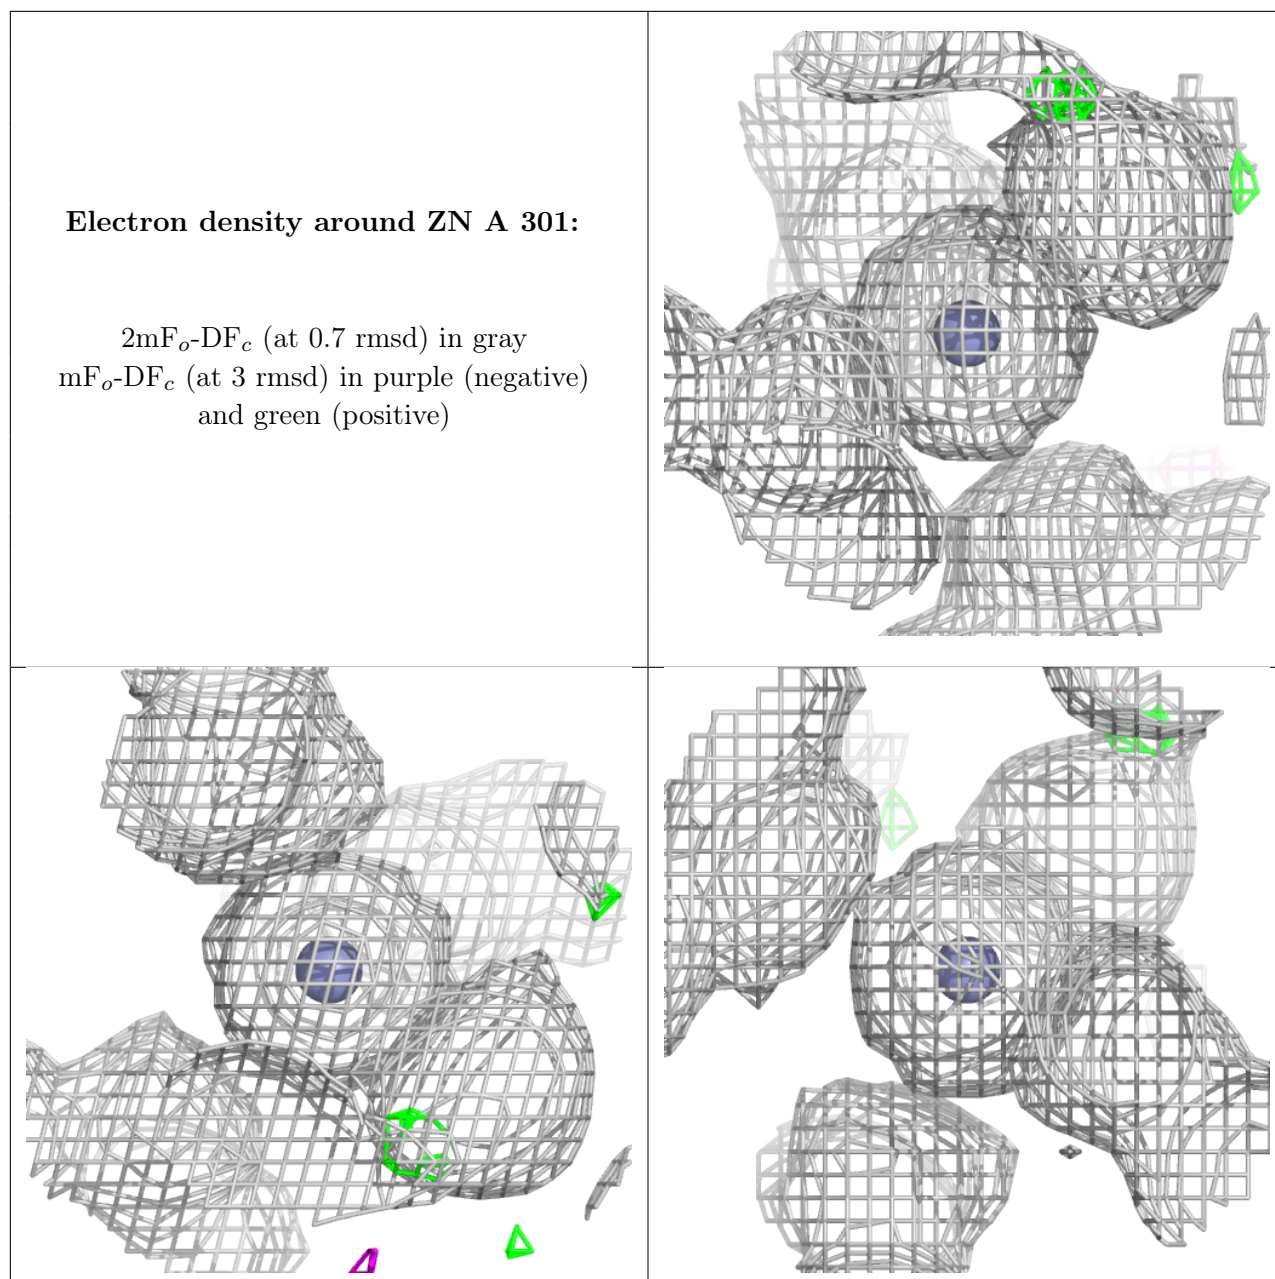 Electron density around ZN A 301:
2mFo-DFc (at 0.7 rmsd) in gray
mFo-DFc (at 3 rmsd) in purple (negative)
and green (positive)